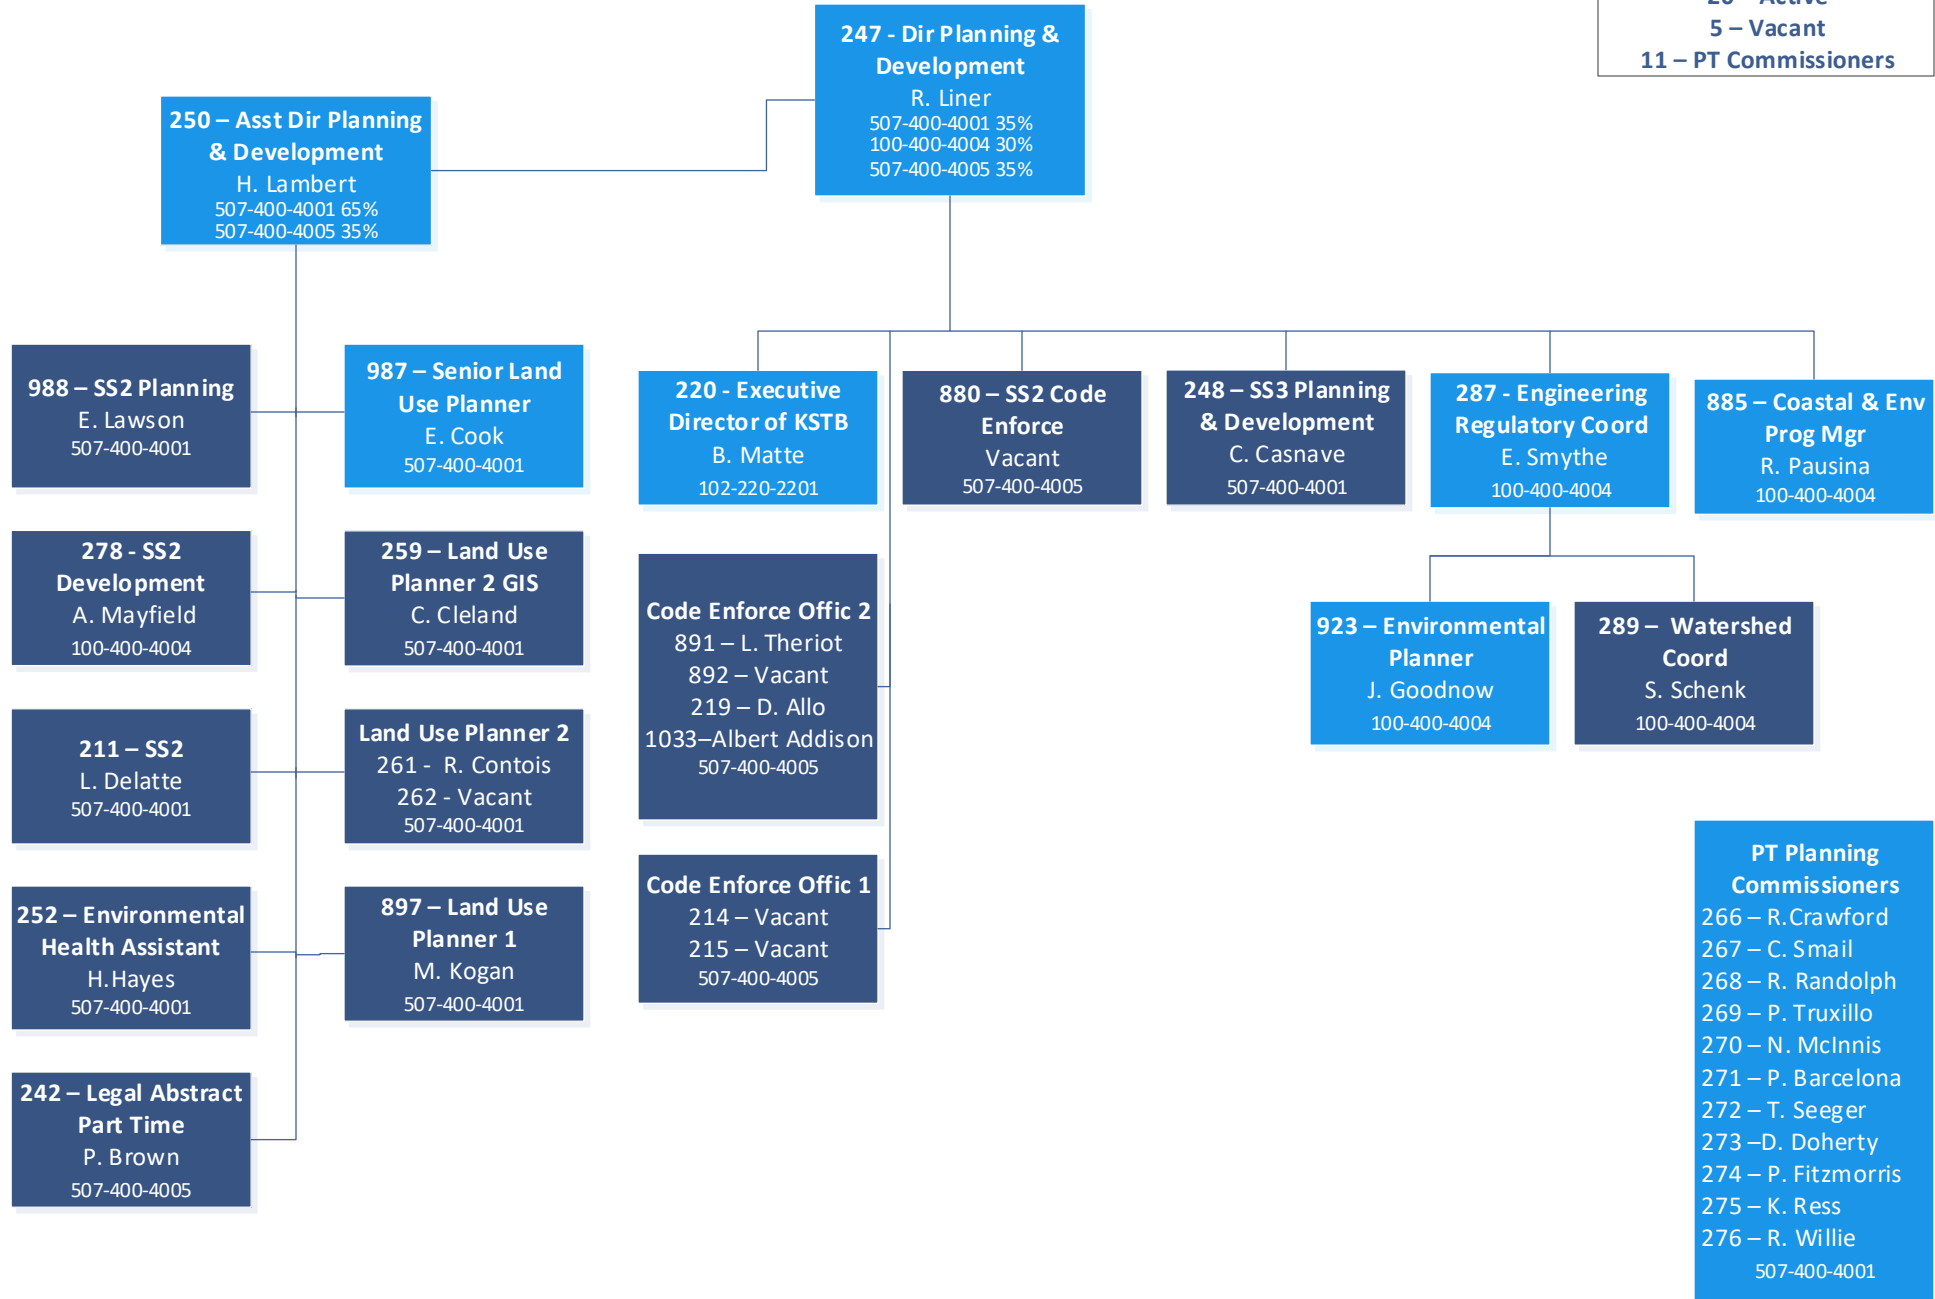 20 – Active
5 – Vacant
11 – PT Commissioners
247 - Dir Planning &
Development
R. Liner
507-400-4001 35%
100-400-4004 30%
507-400-4005 35%
250 – Asst Dir Planning
& Development
H. Lambert
507-400-4001 65%
507-400-4005 35%
988 – SS2 Planning
E. Lawson
507-400-4001
987 – Senior Land
Use Planner
E. Cook
507-400-4001
278 - SS2
Development
A. Mayfield
100-400-4004
259 – Land Use
Planner 2 GIS
C. Cleland
507-400-4001
211 – SS2
L. Delatte
507-400-4001
Land Use Planner 2
261 - R. Contois
262 - Vacant
507-400-4001
252 – Environmental
Health Assistant
H.Hayes
507-400-4001
897 – Land Use
Planner 1
M. Kogan
507-400-4001
242 – Legal Abstract
Part Time
P. Brown
507-400-4005
220 - Executive
Director of KSTB
B. Matte
102-220-2201
880 – SS2 Code
Enforce
Vacant
507-400-4005
248 – SS3 Planning
& Development
C. Casnave
507-400-4001
287 - Engineering
Regulatory Coord
E. Smythe
100-400-4004
885 – Coastal & Env
Prog Mgr
R. Pausina
100-400-4004
Code Enforce Offic 2
891 – L. Theriot
892 – Vacant
219 – D. Allo
1033–Albert Addison
507-400-4005
Code Enforce Offic 1
214 – Vacant
215 – Vacant
507-400-4005
923 – Environmental
Planner
J. Goodnow
100-400-4004
289 – Watershed
Coord
S. Schenk
100-400-4004
PT Planning
Commissioners
266 – R.Crawford
267 – C. Smail
268 – R. Randolph
269 – P. Truxillo
270 – N. McInnis
271 – P. Barcelona
272 – T. Seeger
273 –D. Doherty
274 – P. Fitzmorris
275 – K. Ress
276 – R. Willie
507-400-4001